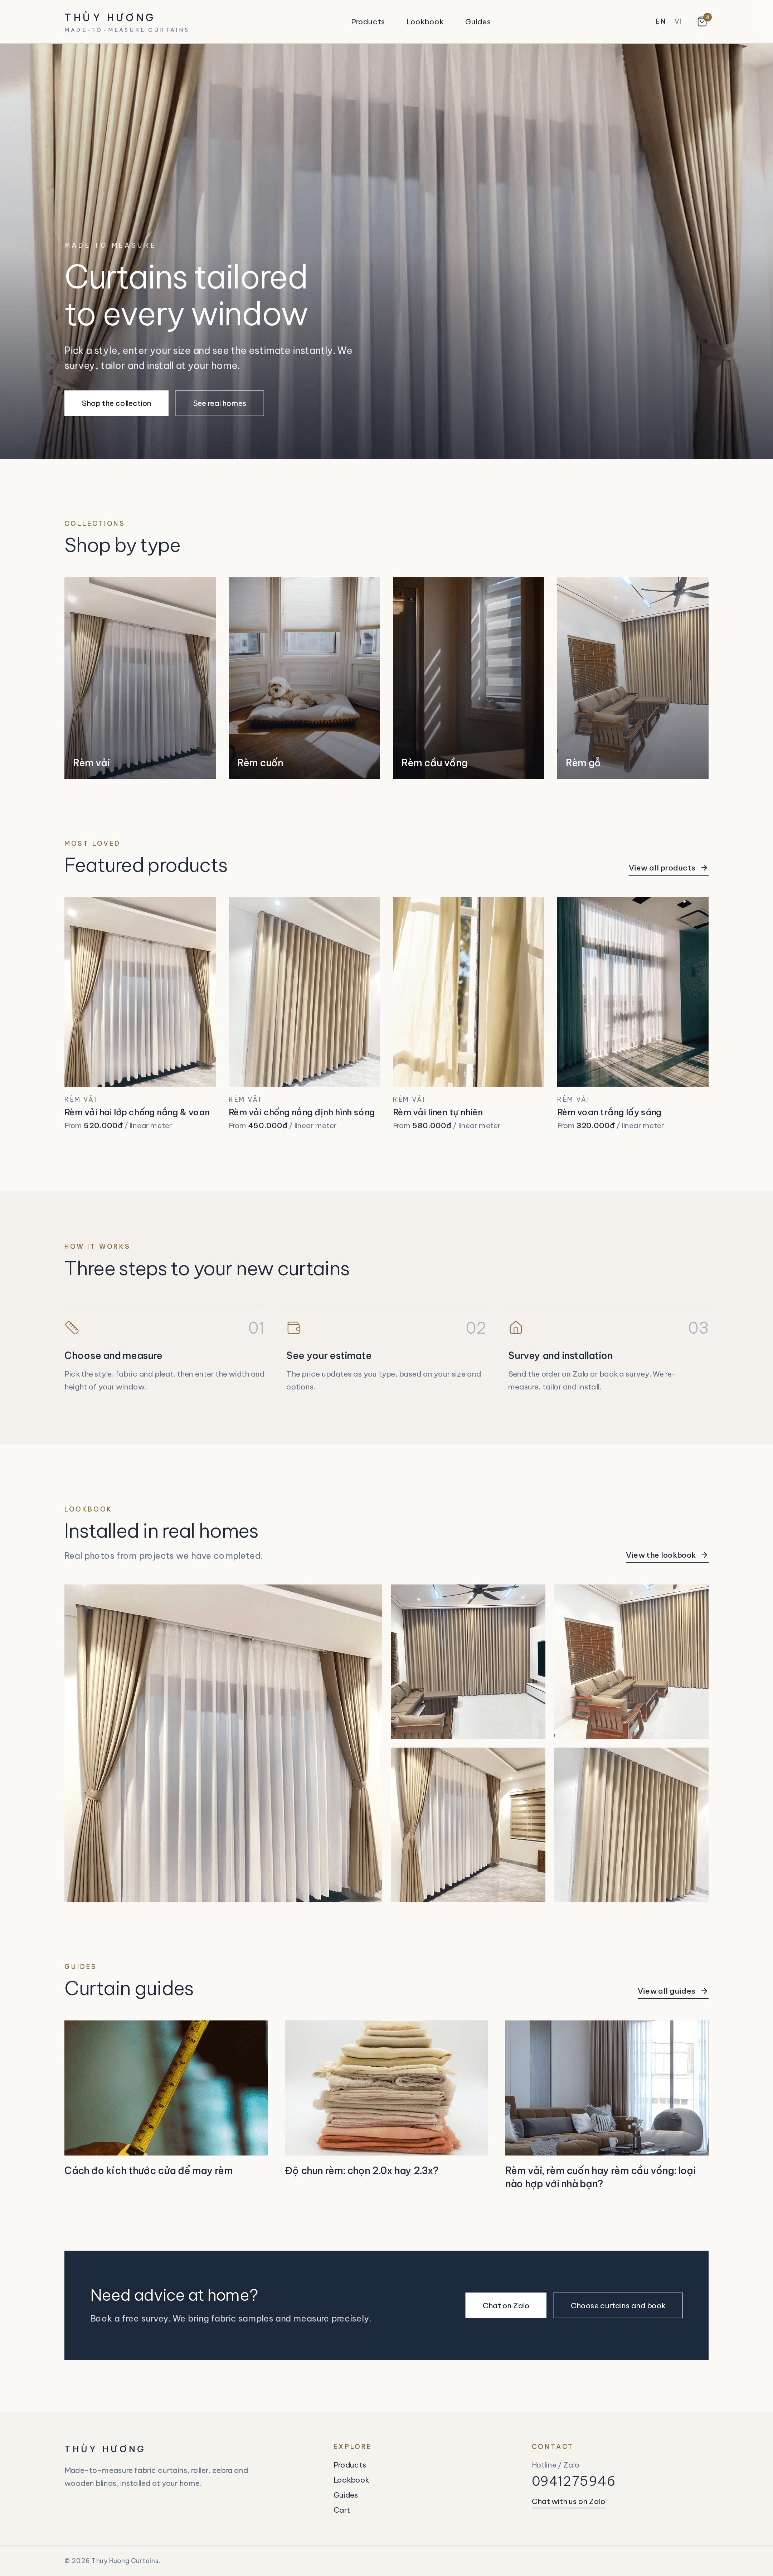 THÙY HƯƠNG
MADE-TO-MEASURE CURTAINS
Products
Lookbook
Guides
EN
VI
4
MADE TO MEASURE
Curtains tailored
to every window
Pick a style, enter your size and see the estimate instantly. We
survey, tailor and install at your home.
Shop the collection
See real homes
COLLECTIONS
Shop by type
Rèm vải
Rèm cuốn
Rèm cầu vồng
Rèm gỗ
MOST LOVED
Featured products
View all products
RÈM VẢI
Rèm vải hai lớp chống nắng & voan
From 520.000đ / linear meter
RÈM VẢI
Rèm vải chống nắng định hình sóng
From 450.000đ / linear meter
RÈM VẢI
Rèm vải linen tự nhiên
From 580.000đ / linear meter
RÈM VẢI
Rèm voan trắng lấy sáng
From 320.000đ / linear meter
HOW IT WORKS
Three steps to your new curtains
01
Choose and measure
Pick the style, fabric and pleat, then enter the width and
height of your window.
02
See your estimate
The price updates as you type, based on your size and
options.
03
Survey and installation
Send the order on Zalo or book a survey. We re-
measure, tailor and install.
LOOKBOOK
Installed in real homes
Real photos from projects we have completed.
View the lookbook
GUIDES
Curtain guides
View all guides
Cách đo kích thước cửa để may rèm
Độ chun rèm: chọn 2.0x hay 2.3x?
Rèm vải, rèm cuốn hay rèm cầu vồng: loại
nào hợp với nhà bạn?
Need advice at home?
Book a free survey. We bring fabric samples and measure precisely.
Chat on Zalo
Choose curtains and book
THÙY HƯƠNG
Made-to-measure fabric curtains, roller, zebra and
wooden blinds, installed at your home.
EXPLORE
Products
Lookbook
Guides
Cart
CONTACT
Hotline / Zalo
0941275946
Chat with us on Zalo
© 2026 Thuy Huong Curtains.